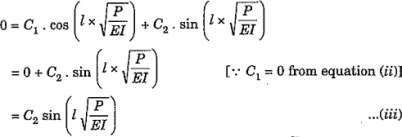 0 = C₁ . cos ( l × √(P/EI) ) + C₂ . sin ( l × √(P/EI) )
= 0 + C₂ . sin ( l × √(P/EI) ) [∵ C₁ = 0 from equation (ii)]
= C₂ sin ( l √(P/EI) ) ...(iii)